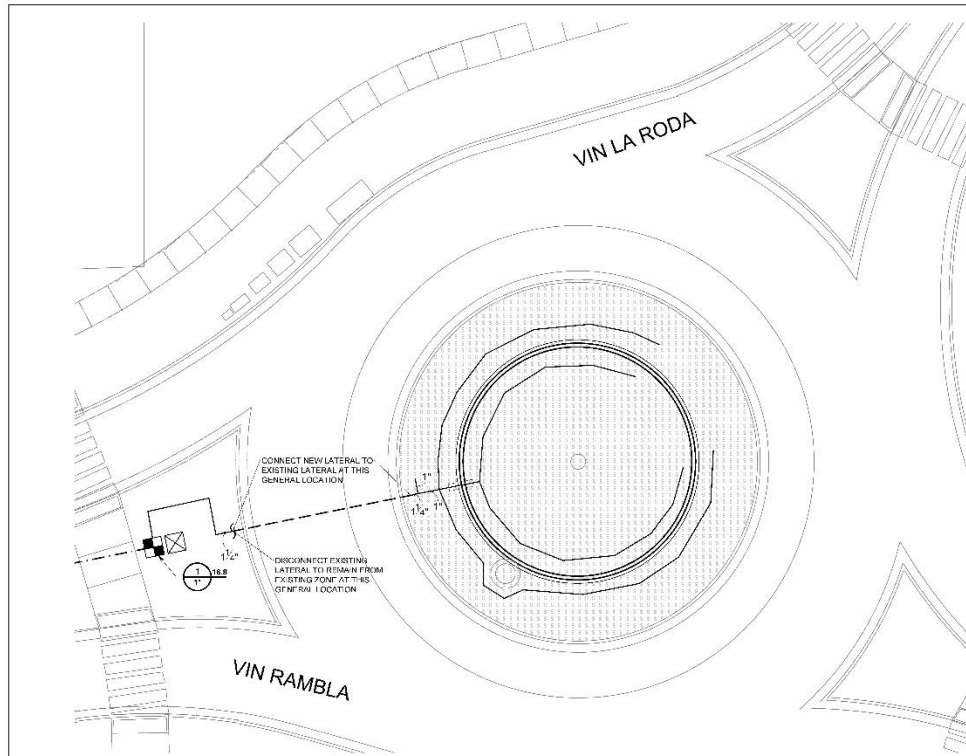 VIN LA RODA
CONNECT NEW LATERAL TO
EXISTING LATERAL AT THIS
GENERAL LOCATION
1"
1¼"
1"
1½"
DISCONNECT EXISTING
LATERAL TO REMAIN FROM
EXISTING ZONE AT THIS
GENERAL LOCATION
1
16.8
1"
VIN RAMBLA